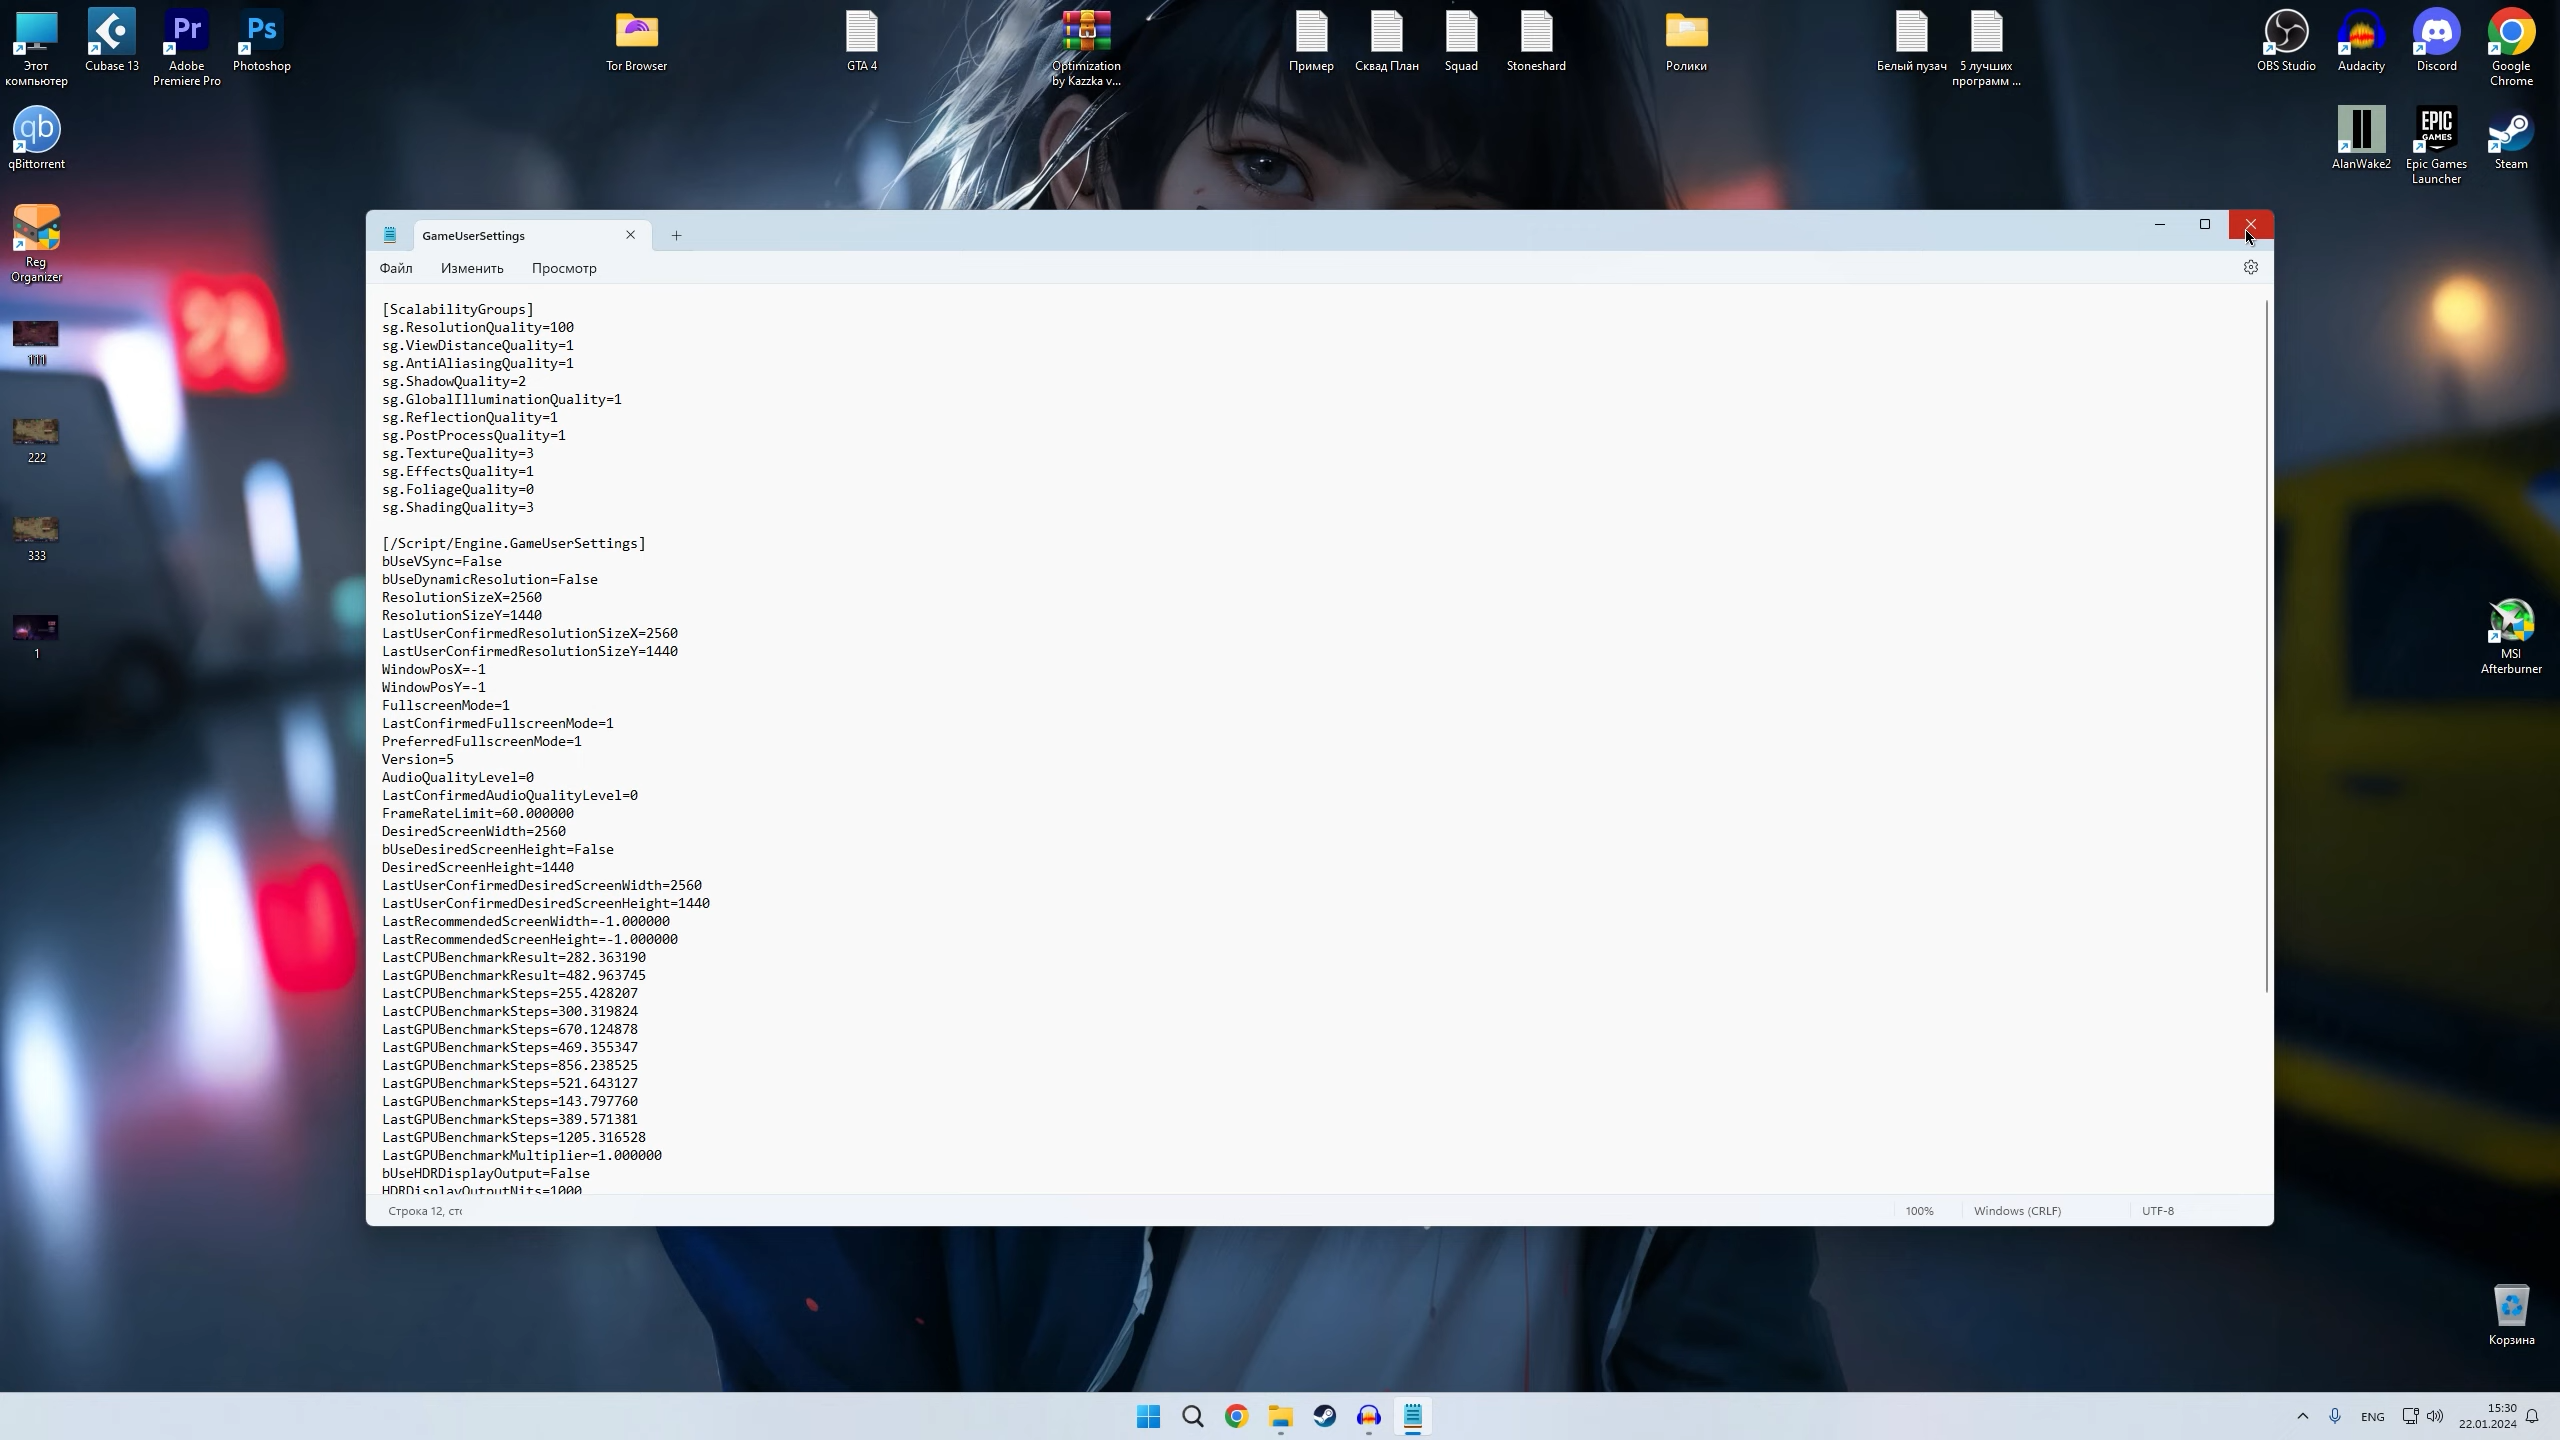 Этот компьютер
Cubase 13
Adobe Premiere Pro
Photoshop
Tor Browser
GTA 4
Optimization by Kazzka v...
Пример
Сквад План
Squad
Stoneshard
Ролики
Белый пузач
5 лучших программ ...
OBS Studio
Audacity
Discord
Google Chrome
qBittorrent
AlanWake2
Epic Games Launcher
Steam
Reg Organizer
111
222
333
1
MSI Afterburner
Корзина
GameUserSettings
Файл Изменить Просмотр
[ScalabilityGroups]
sg.ResolutionQuality=100
sg.ViewDistanceQuality=1
sg.AntiAliasingQuality=1
sg.ShadowQuality=2
sg.GlobalIlluminationQuality=1
sg.ReflectionQuality=1
sg.PostProcessQuality=1
sg.TextureQuality=3
sg.EffectsQuality=1
sg.FoliageQuality=0
sg.ShadingQuality=3
[/Script/Engine.GameUserSettings]
bUseVSync=False
bUseDynamicResolution=False
ResolutionSizeX=2560
ResolutionSizeY=1440
LastUserConfirmedResolutionSizeX=2560
LastUserConfirmedResolutionSizeY=1440
WindowPosX=-1
WindowPosY=-1
FullscreenMode=1
LastConfirmedFullscreenMode=1
PreferredFullscreenMode=1
Version=5
AudioQualityLevel=0
LastConfirmedAudioQualityLevel=0
FrameRateLimit=60.000000
DesiredScreenWidth=2560
bUseDesiredScreenHeight=False
DesiredScreenHeight=1440
LastUserConfirmedDesiredScreenWidth=2560
LastUserConfirmedDesiredScreenHeight=1440
LastRecommendedScreenWidth=-1.000000
LastRecommendedScreenHeight=-1.000000
LastCPUBenchmarkResult=282.363190
LastGPUBenchmarkResult=482.963745
LastCPUBenchmarkSteps=255.428207
LastCPUBenchmarkSteps=300.319824
LastGPUBenchmarkSteps=670.124878
LastGPUBenchmarkSteps=469.355347
LastGPUBenchmarkSteps=856.238525
LastGPUBenchmarkSteps=521.643127
LastGPUBenchmarkSteps=143.797760
LastGPUBenchmarkSteps=389.571381
LastGPUBenchmarkSteps=1205.316528
LastGPUBenchmarkMultiplier=1.000000
bUseHDRDisplayOutput=False
HDRDisplayOutputNits=1000
Строка 12, сто
100%
Windows (CRLF)
UTF-8
ENG
15:30
22.01.2024